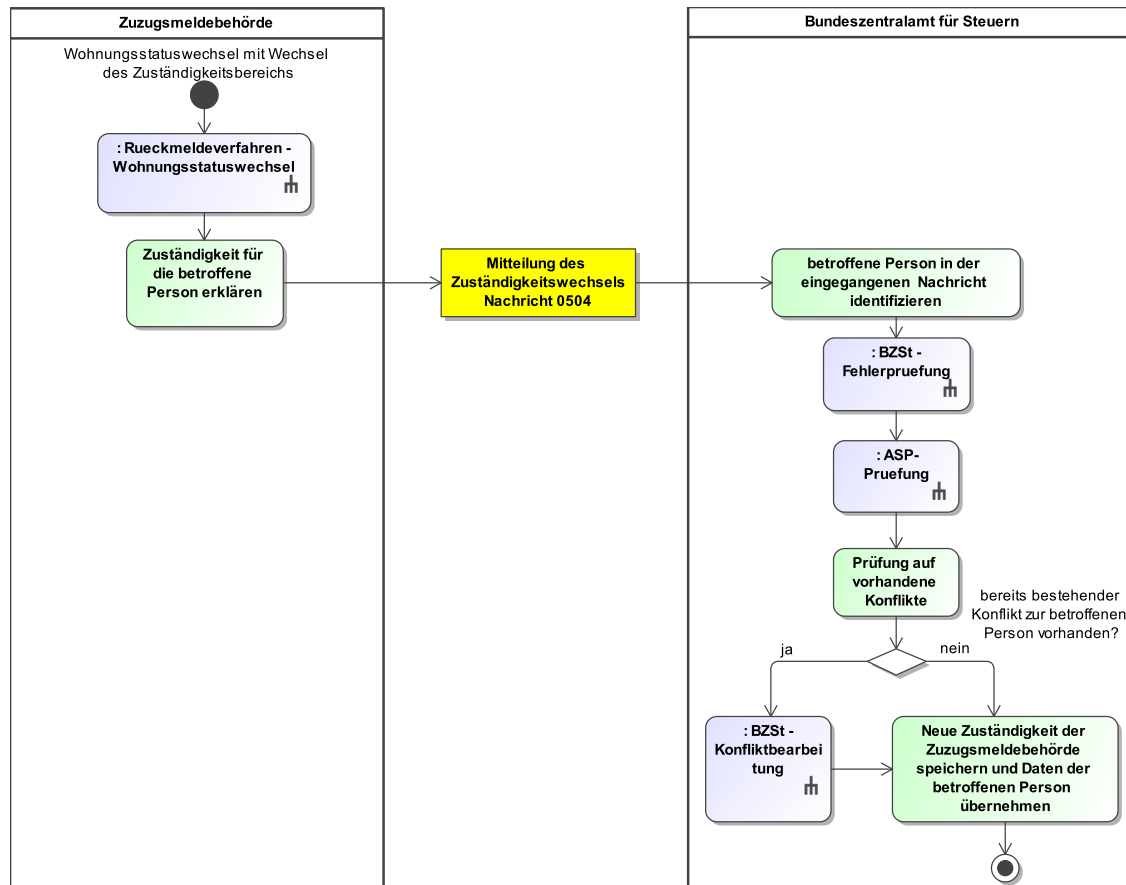 Zuzugsmeldebehörde
Wohnungsstatuswechsel mit Wechsel
des Zuständigkeitsbereichs
: Rueckmeldeverfahren -
Wohnungsstatuswechsel
Zuständigkeit für
die betroffene
Person erklären
Mitteilung des
Zuständigkeitswechsels
Nachricht 0504
Bundeszentralamt für Steuern
betroffene Person in der
eingegangenen Nachricht
identifizieren
: BZSt -
Fehlerpruefung
: ASP-
Pruefung
Prüfung auf
vorhandene
Konflikte
bereits bestehender
Konflikt zur betroffenen
Person vorhanden?
ja
nein
: BZSt -
Konfliktbearbei
tung
Neue Zuständigkeit der
Zuzugsmeldebehörde
speichern und Daten der
betroffenen Person
übernehmen